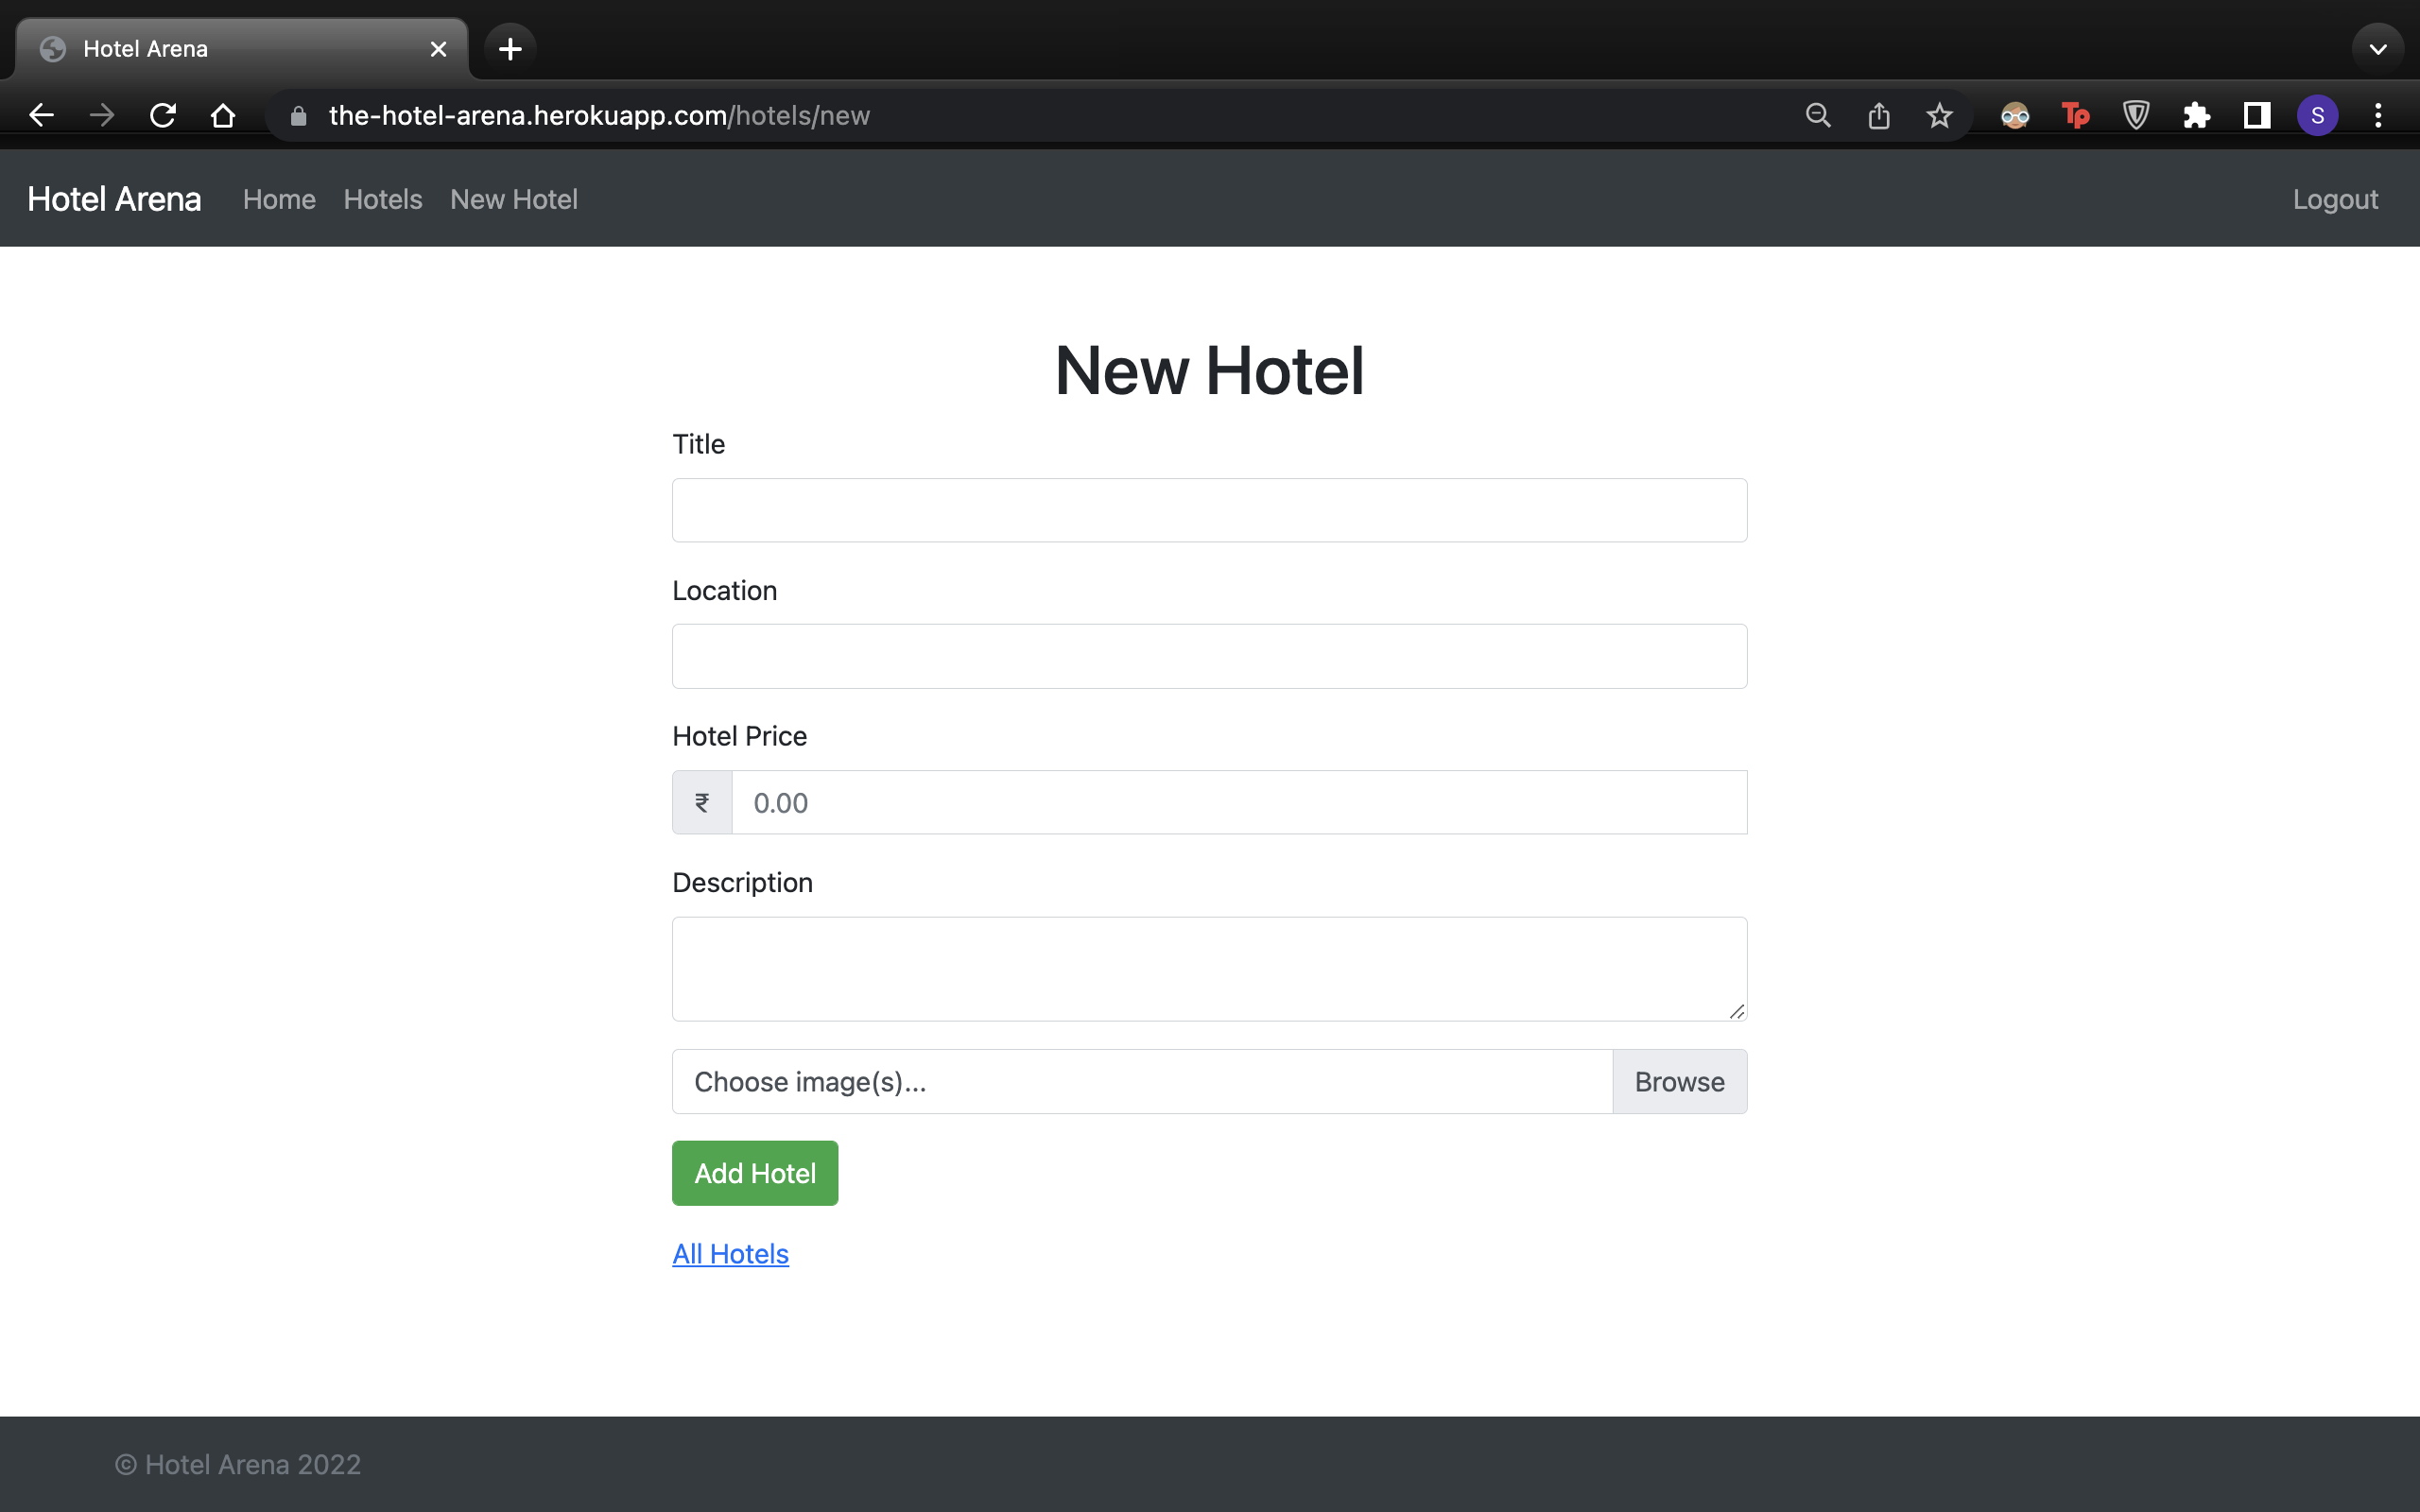 Hotel Arena
the-hotel-arena.herokuapp.com/hotels/new
Tp
S
Hotel Arena Home Hotels New Hotel Logout
New Hotel
Title
Location
Hotel Price
₹ 0.00
Description
Choose image(s)... Browse
Add Hotel
All Hotels
© Hotel Arena 2022